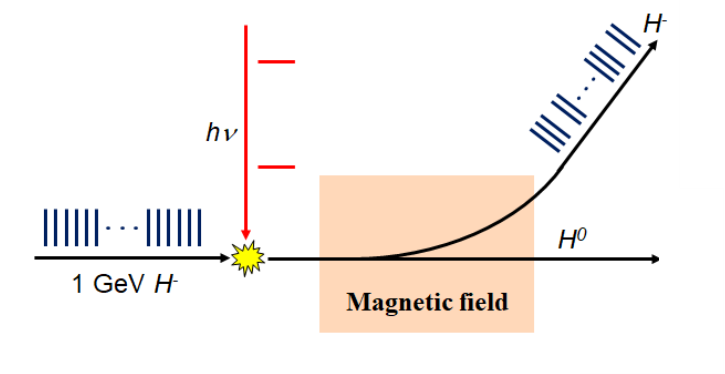 H-
hν
H0
1 GeV H-
Magnetic field